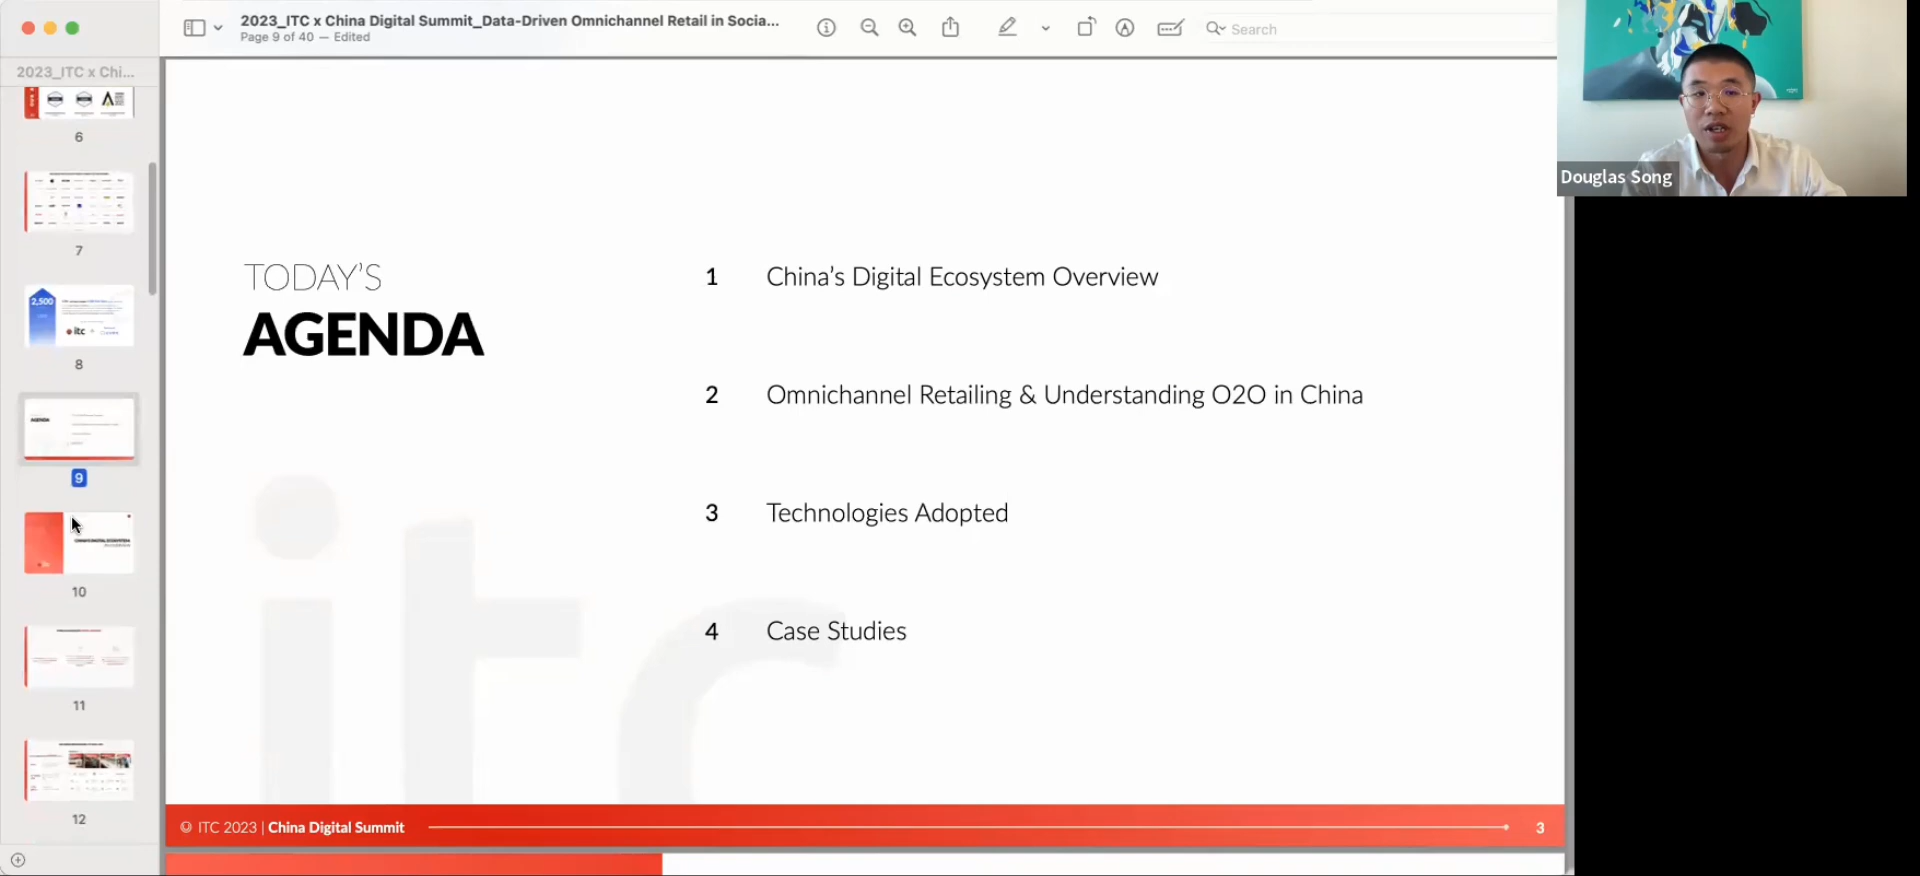 2023_ITC x China Digital Summit_Data-Driven Omnichannel Retail in Socia...
Page 9 of 40 — Edited
Search
2023_ITC x Chi...
6
7
2,500
itc
8
AGENDA
9
10
11
12
TODAY'S
AGENDA
1 China's Digital Ecosystem Overview
2 Omnichannel Retailing & Understanding O2O in China
3 Technologies Adopted
4 Case Studies
itc
© ITC 2023 | China Digital Summit
3
Douglas Song